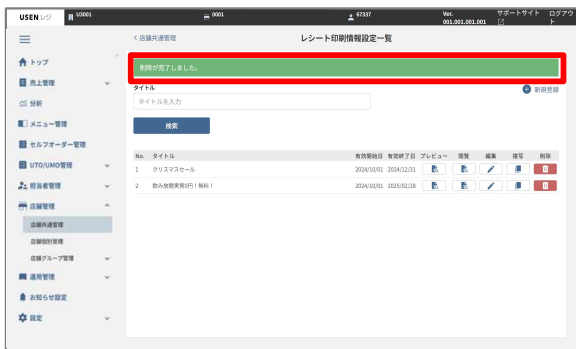 USEN レジ U3001 0001 67337 Ver. 001.001.001.001 サポートサイト ログアウト
＜店舗共通管理 レシート印刷情報設定一覧
トップ
売上管理
分析
メニュー管理
セルフオーダー管理
UTO/UMO管理
担当者管理
店舗管理
店舗共通管理
店舗個別管理
店舗グループ管理
運用管理
お知らせ設定
設定
削除が完了しました。
タイトル 新規登録
タイトルを入力
検索
No. タイトル 有効開始日 有効終了日 プレビュー 閲覧 編集 複写 削除
1 クリスマスセール 2024/10/01 2024/12/31
2 飲み放題実質0円！無料！ 2024/10/01 2025/02/28